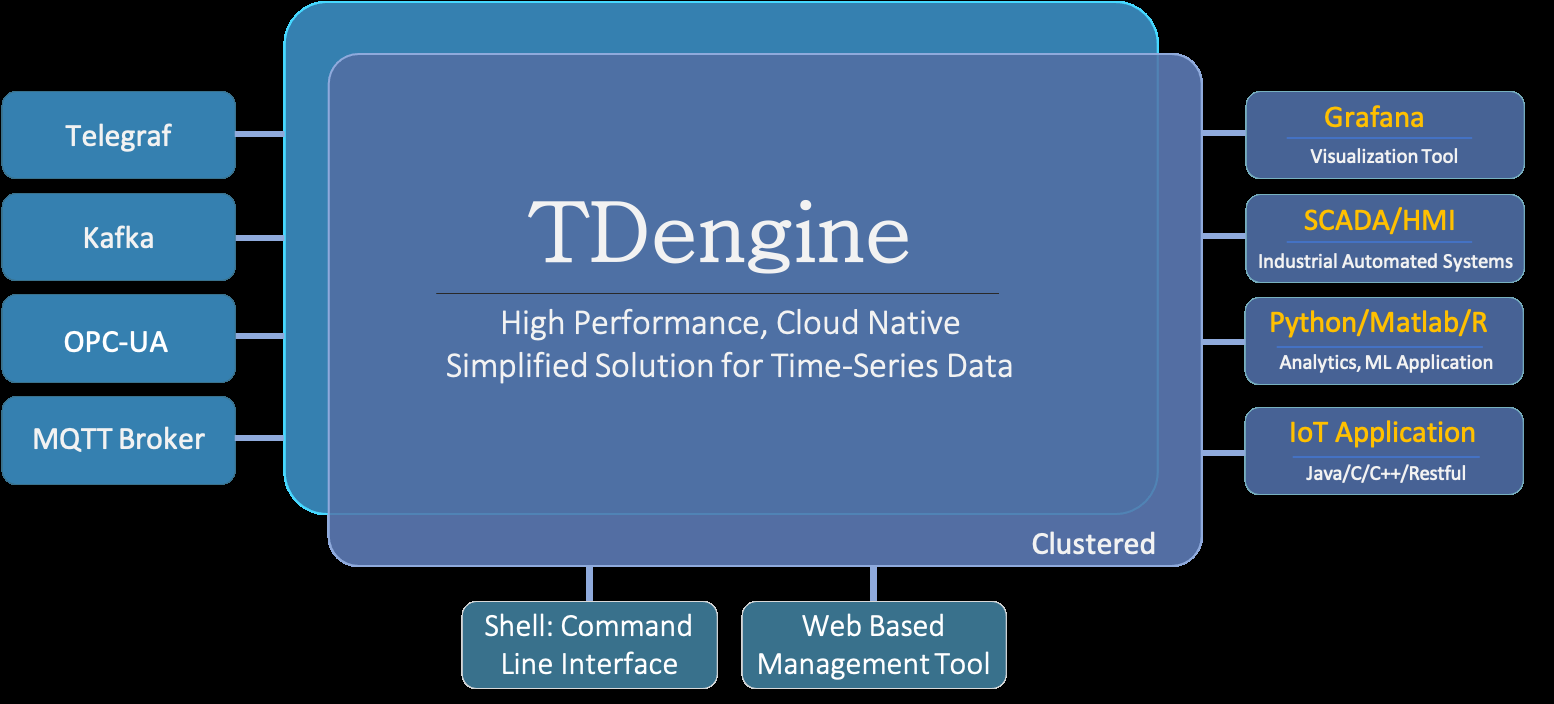 Telegraf
Kafka
OPC-UA
MQTT Broker
TDengine
High Performance, Cloud Native
Simplified Solution for Time-Series Data
Clustered
Grafana
Visualization Tool
SCADA/HMI
Industrial Automated Systems
Python/Matlab/R
Analytics, ML Application
IoT Application
Java/C/C++/Restful
Shell: Command
Line Interface
Web Based
Management Tool